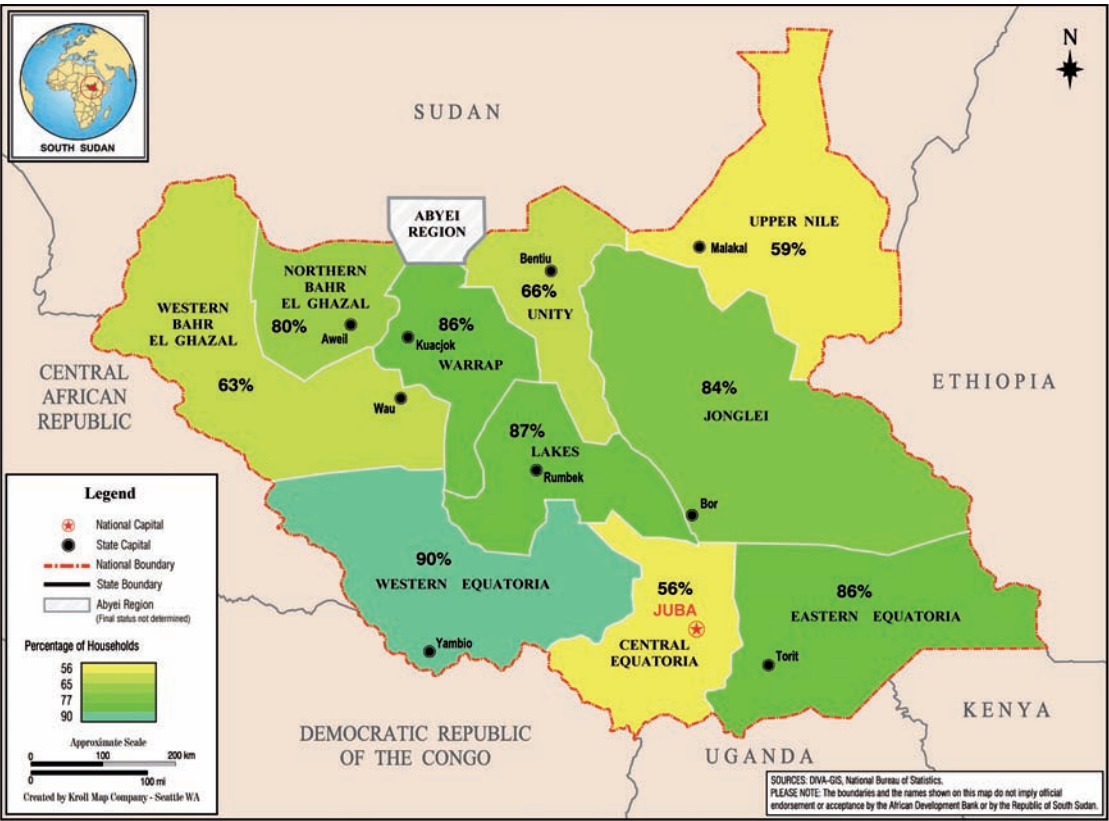 SOUTH SUDAN
N
SUDAN
ABYEI
REGION
UPPER NILE
59%
Malakal
Bentiu
66%
UNITY
NORTHERN
BAHR
EL GHAZAL
80%
Aweil
WESTERN
BAHR
EL GHAZAL
63%
Wau
86%
Kuacjok
WARRAP
84%
JONGLEI
CENTRAL
AFRICAN
REPUBLIC
ETHIOPIA
87%
LAKES
Rumbek
Bor
90%
WESTERN EQUATORIA
Yambio
56%
JUBA
CENTRAL
EQUATORIA
86%
EASTERN EQUATORIA
Torit
DEMOCRATIC REPUBLIC
OF THE CONGO
UGANDA
KENYA
Legend
National Capital
State Capital
National Boundary
State Boundary
Abyei Region
(Final status not determined)
Percentage of Households
56
65
77
90
Approximate Scale
0 100 200 km
0 100 mi
Created by Kroll Map Company - Seattle WA
SOURCES: DIVA-GIS, National Bureau of Statistics.
PLEASE NOTE: The boundaries and the names shown on this map do not imply official
endorsement or acceptance by the African Development Bank or by the Republic of South Sudan.